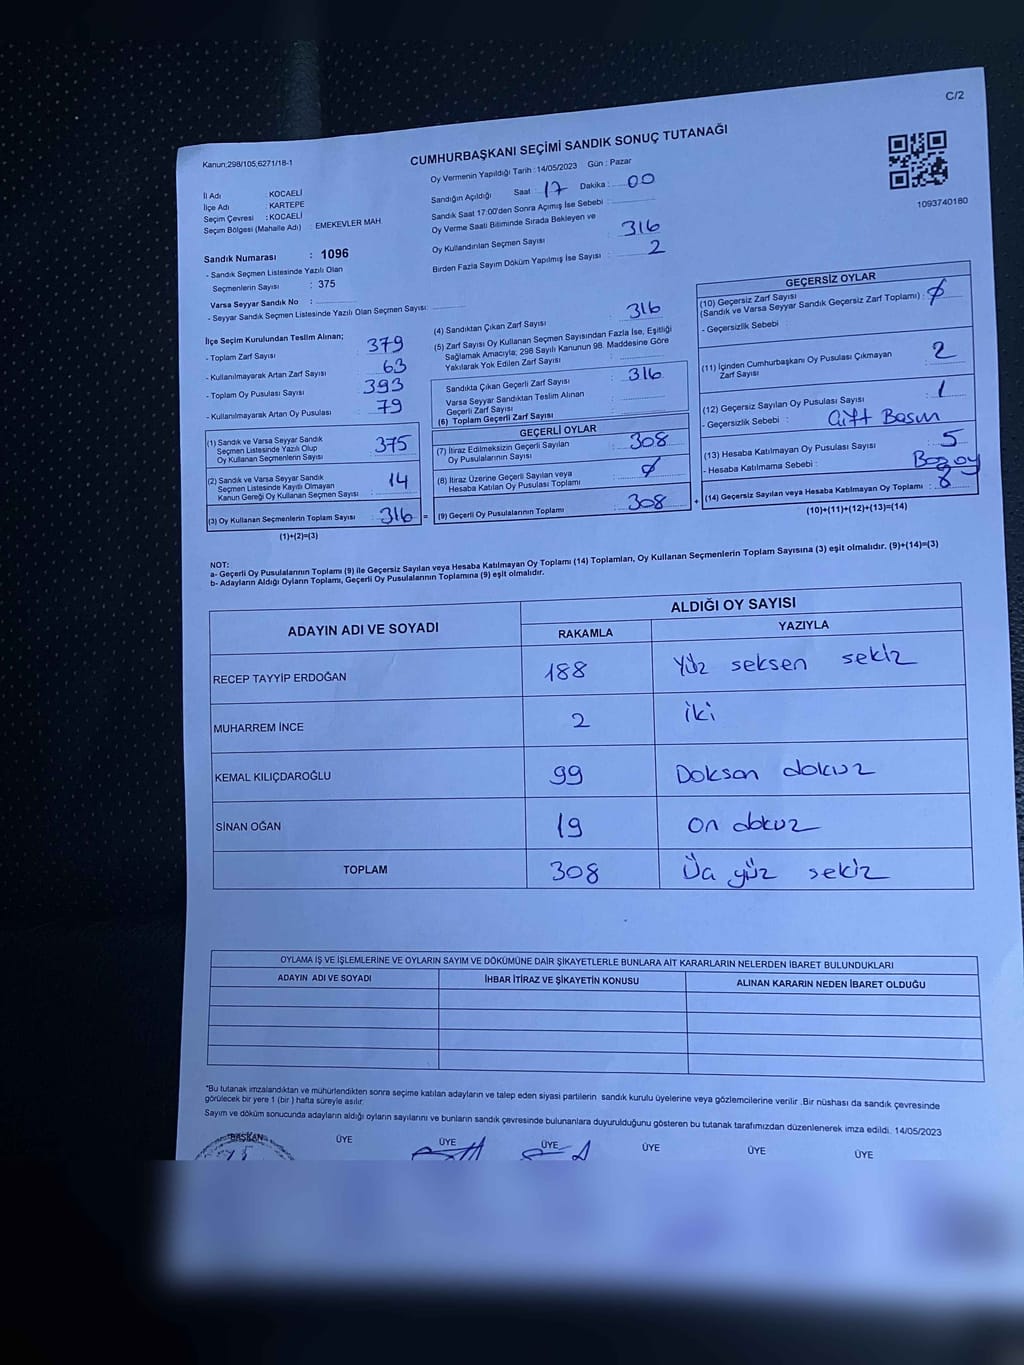 C/2
Kanun;298/105,6271/18-1
CUMHURBAŞKANI SEÇİMİ SANDIK SONUÇ TUTANAĞI
Oy Vermenin Yapıldığı Tarih : 14/05/2023 Gün : Pazar
1093740180
İl Adı KOCAELİ
İlçe Adı KARTEPE
Seçim Çevresi : KOCAELİ
Seçim Bölgesi (Mahalle Adı) : EMEKEVLER MAH
Sandık Numarası : 1096
- Sandık Seçmen Listesinde Yazılı Olan
Seçmenlerin Sayısı : 375
Varsa Seyyar Sandık No :
- Seyyar Sandık Seçmen Listesinde Yazılı Olan Seçmen Sayısı:
Sandığın Açıldığı Saat 17 Dakika : 00
Sandık Saat 17:00'den Sonra Açımış İse Sebebi :
Oy Verme Saati Bitiminde Sırada Bekleyen ve
Oy Kullandırılan Seçmen Sayısı : 316
Birden Fazla Sayım Döküm Yapılmış İse Sayısı : 2
İlçe Seçim Kurulundan Teslim Alınan;
- Toplam Zarf Sayısı 379
- Kullanılmayarak Artan Zarf Sayısı 63
- Toplam Oy Pusulası Sayısı 393
- Kullanılmayarak Artan Oy Pusulası 79
(1) Sandık ve Varsa Seyyar Sandık
Seçmen Listesinde Yazılı Olup
Oy Kullanan Seçmenlerin Sayısı : 375
(2) Sandık ve Varsa Seyyar Sandık
Seçmen Listesinde Kayıtlı Olmayan
Kanun Gereği Oy Kullanan Seçmen Sayısı : 14
(3) Oy Kullanan Seçmenlerin Toplam Sayısı : 316 =
(1)+(2)=(3)
(4) Sandıktan Çıkan Zarf Sayısı : 316
(5) Zarf Sayısı Oy Kullanan Seçmen Sayısından Fazla İse, Eşitliği
Sağlamak Amacıyla; 298 Sayılı Kanunun 98. Maddesine Göre
Yakılarak Yok Edilen Zarf Sayısı :
Sandıkta Çıkan Geçerli Zarf Sayısı : 316
Varsa Seyyar Sandıktan Teslim Alınan
Geçerli Zarf Sayısı :
(6) Toplam Geçerli Zarf Sayısı :
GEÇERLİ OYLAR
(7) İtiraz Edilmeksizin Geçerli Sayılan
Oy Pusulalarının Sayısı : 308
(8) İtiraz Üzerine Geçerli Sayılan veya
Hesaba Katılan Oy Pusulası Toplamı : Ø
(9) Geçerli Oy Pusulalarının Toplamı : 308 +
GEÇERSİZ OYLAR
(10) Geçersiz Zarf Sayısı
(Sandık ve Varsa Seyyar Sandık Geçersiz Zarf Toplamı) : Ø
- Geçersizlik Sebebi :
(11) İçinden Cumhurbaşkanı Oy Pusulası Çıkmayan
Zarf Sayısı : 2
(12) Geçersiz Sayılan Oy Pusulası Sayısı : 1
- Geçersizlik Sebebi : Çift Basım
(13) Hesaba Katılmayan Oy Pusulası Sayısı : 5
- Hesaba Katılmama Sebebi :
(14) Geçersiz Sayılan veya Hesaba Katılmayan Oy Toplamı : 8
(10)+(11)+(12)+(13)=(14)
NOT:
a- Geçerli Oy Pusulalarının Toplamı (9) ile Geçersiz Sayılan veya Hesaba Katılmayan Oy Toplamı (14) Toplamları, Oy Kullanan Seçmenlerin Toplam Sayısına (3) eşit olmalıdır. (9)+(14)=(3)
b- Adayların Aldığı Oyların Toplamı, Geçerli Oy Pusulalarının Toplamına (9) eşit olmalıdır.
ADAYIN ADI VE SOYADI ALDIĞI OY SAYISI
RAKAMLA YAZIYLA
RECEP TAYYİP ERDOĞAN 188 Yüz seksen sekiz
MUHARREM İNCE 2 iki
KEMAL KILIÇDAROĞLU 99 Doksan dokuz
SİNAN OĞAN 19 on dokuz
TOPLAM 308 Üç yüz sekiz
OYLAMA İŞ VE İŞLEMLERİNE VE OYLARIN SAYIM VE DÖKÜMÜNE DAİR ŞİKAYETLERLE BUNLARA AİT KARARLARIN NELERDEN İBARET BULUNDUKLARI
ADAYIN ADI VE SOYADI İHBAR İTİRAZ VE ŞİKAYETİN KONUSU ALINAN KARARIN NEDEN İBARET OLDUĞU
*Bu tutanak imzalandıktan ve mühürlendikten sonra seçime katılan adayların ve talep eden siyasi partilerin sandık kurulu üyelerine veya gözlemcilerine verilir .Bir nüshası da sandık çevresinde
görülecek bir yere 1 (bir ) hafta süreyle asılır.
Sayım ve döküm sonucunda adayların aldığı oyların sayılarını ve bunların sandık çevresinde bulunanlara duyurulduğunu gösteren bu tutanak tarafımızdan düzenlenerek imza edildi. 14/05/2023
BAŞKAN ÜYE ÜYE ÜYE ÜYE ÜYE ÜYE